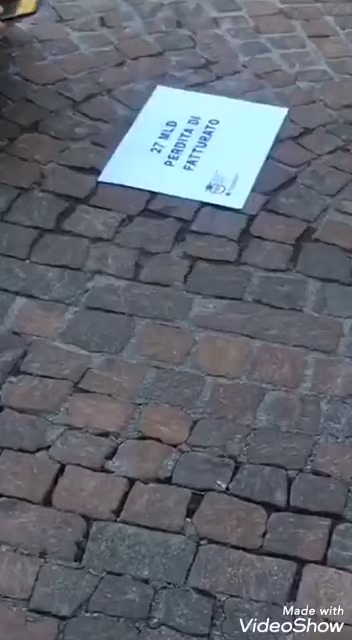 27 MLD
PERDITA DI
FATTURATO
Made with
VideoShow